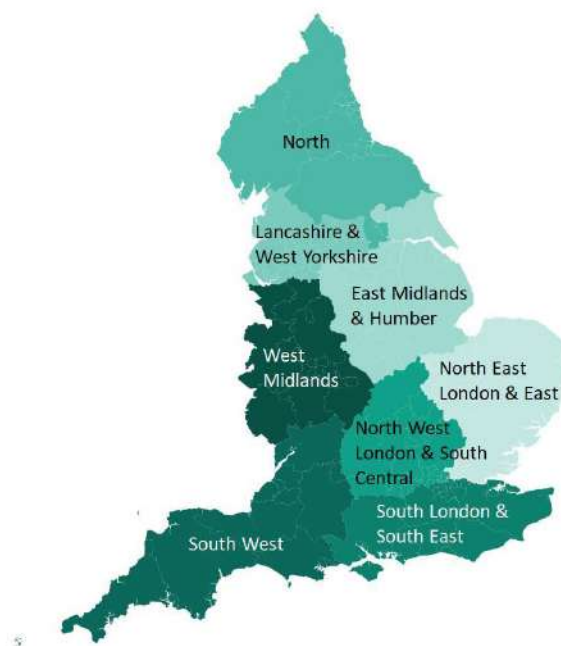 North
Lancashire &
West Yorkshire
East Midlands
& Humber
West
Midlands
North East
London & East
North West
London & South
Central
South London &
South East
South West